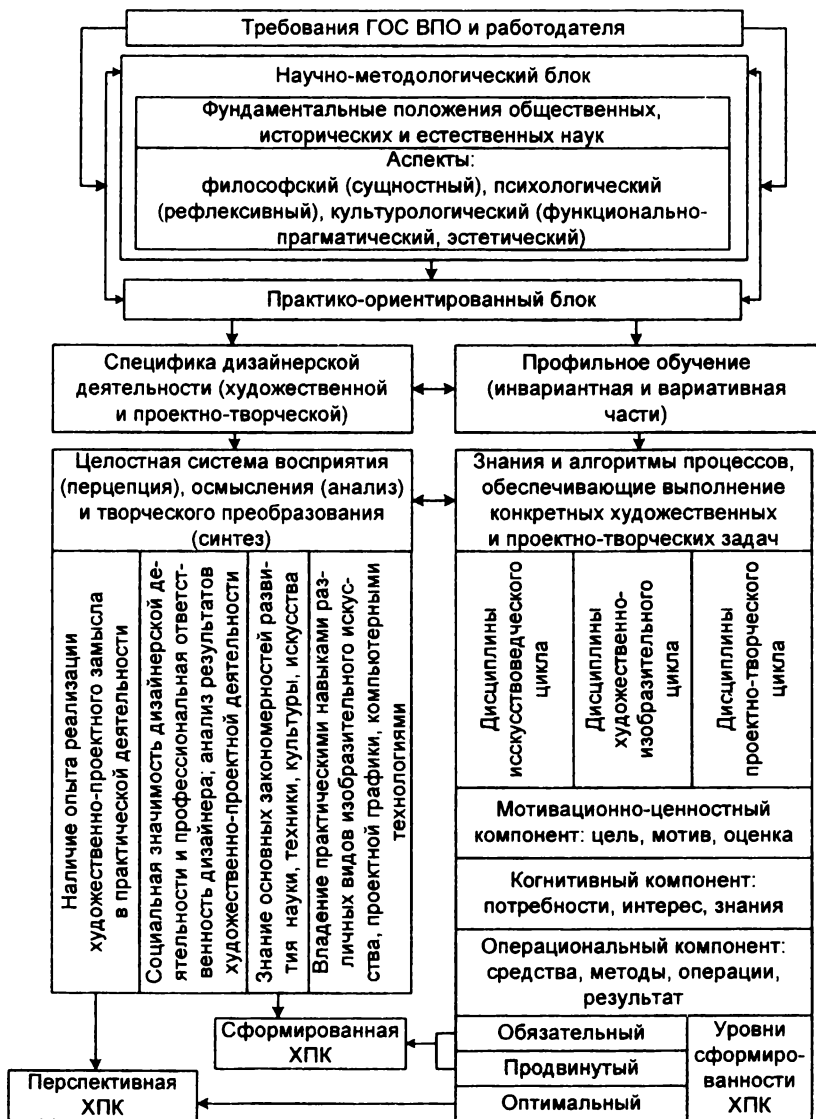 Требования ГОС ВПО и работодателя
Научно-методологический блок
Фундаментальные положения общественных,
исторических и естественных наук
Аспекты:
философский (сущностный), психологический
(рефлексивный), культурологический (функционально-
прагматический, эстетический)
Практико-ориентированный блок
Специфика дизайнерской
деятельности (художественной
и проектно-творческой)
Профильное обучение
(инвариантная и вариативная
части)
Целостная система восприятия
(перцепция), осмысления (анализ)
и творческого преобразования
(синтез)
Знания и алгоритмы процессов,
обеспечивающие выполнение
конкретных художественных
и проектно-творческих задач
Наличие опыта реализации
художественно-проектного замысла
в практической деятельности
Социальная значимость дизайнерской де-
ятельности и профессиональная ответст-
венность дизайнера; анализ результатов
художественно-проектной деятельности
Знание основных закономерностей разви-
тия науки, техники, культуры, искусства
Владение практическими навыками раз-
личных видов изобразительного искус-
ства, проектной графики, компьютерными
технологиями
Дисциплины
исскусствоведческого
цикла
Дисциплины
художественно-
изобразительного
цикла
Дисциплины
проектно-творческого
цикла
Мотивационно-ценностный
компонент: цель, мотив, оценка
Когнитивный компонент:
потребности, интерес, знания
Операциональный компонент:
средства, методы, операции,
результат
Сформированная
ХПК
Обязательный
Продвинутый
Оптимальный
Уровни
сформиро-
ванности
ХПК
Перспективная
ХПК